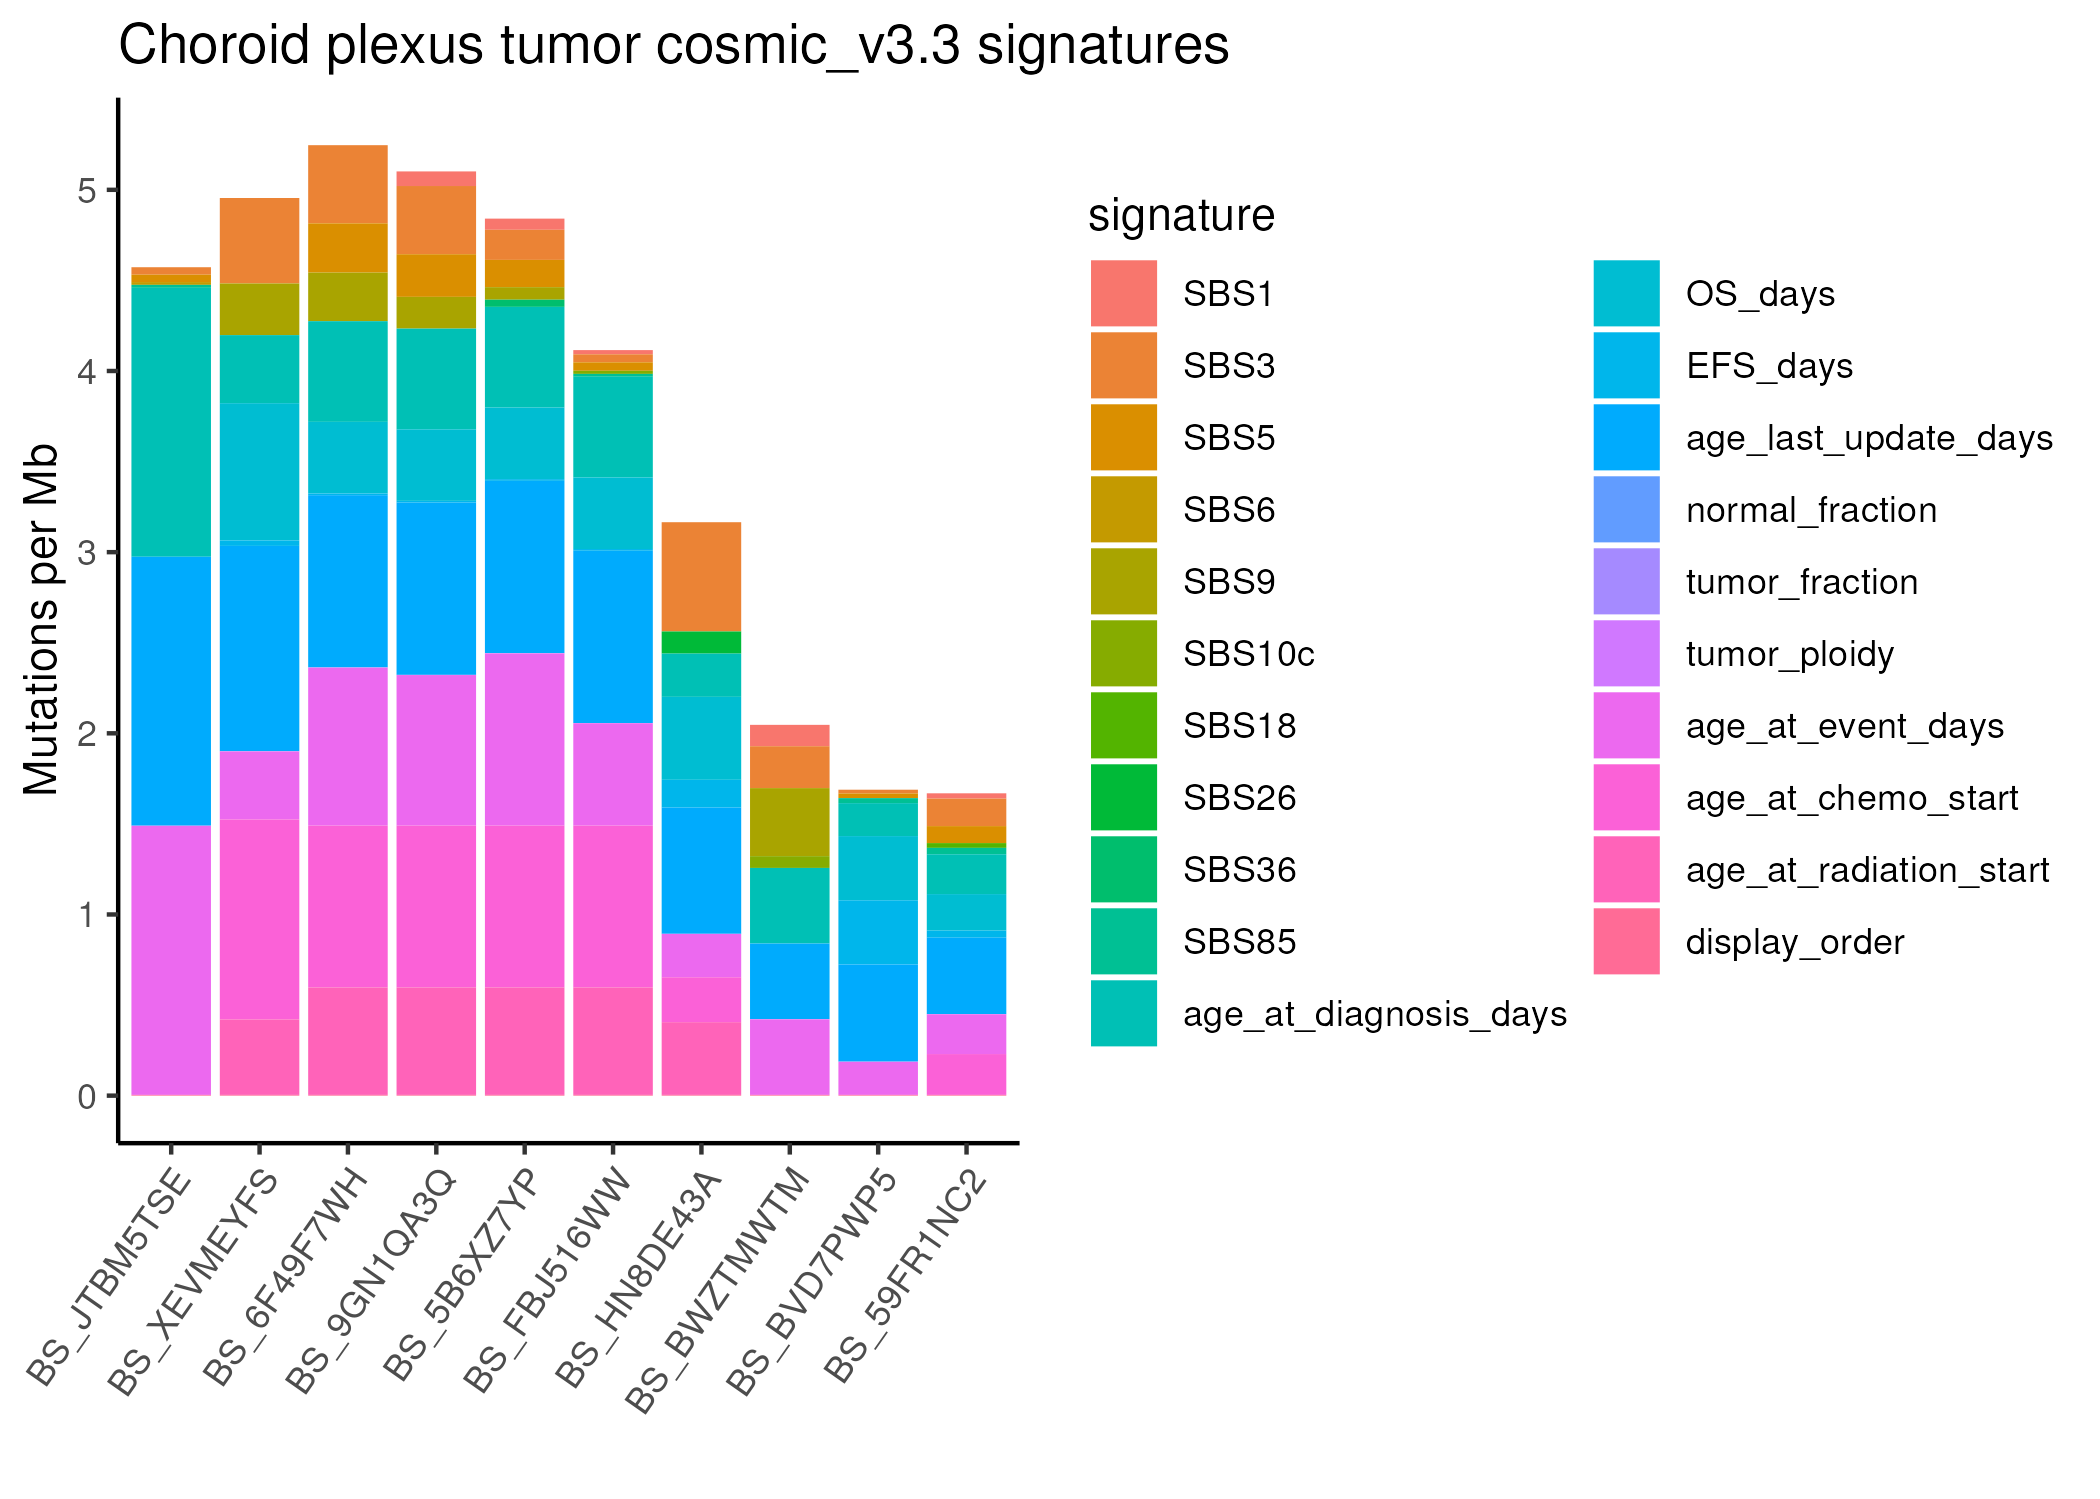 Choroid plexus tumor cosmic_v3.3 signatures
Mutations per Mb
5
4
3
2
1
0
BS_JTBM5TSE
BS_XEVMEYFS
BS_6F49F7WH
BS_9GN1QA3Q
BS_5B6XZ7YP
BS_FBJ516WW
BS_HN8DE43A
BS_BWZTMWTM
BS_BVD7PWP5
BS_59FR1NC2
signature
SBS1
SBS3
SBS5
SBS6
SBS9
SBS10c
SBS18
SBS26
SBS36
SBS85
age_at_diagnosis_days
OS_days
EFS_days
age_last_update_days
normal_fraction
tumor_fraction
tumor_ploidy
age_at_event_days
age_at_chemo_start
age_at_radiation_start
display_order